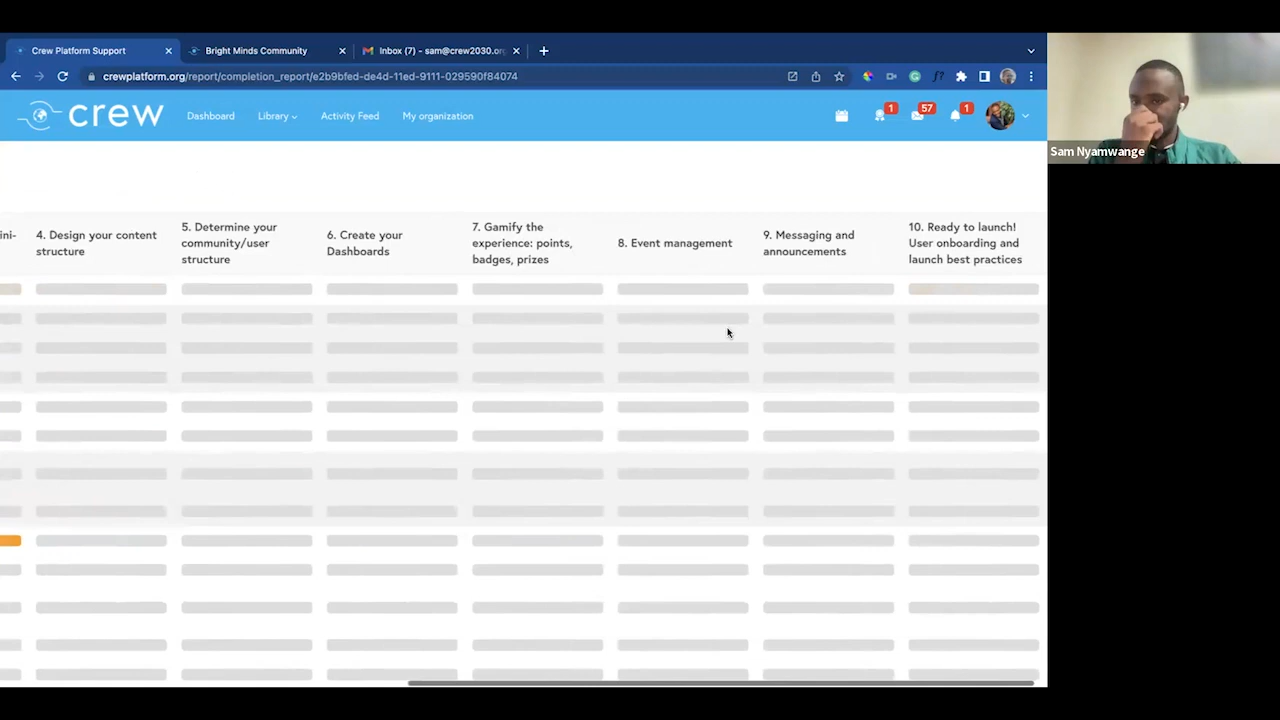 Crew Platform Support
Bright Minds Community
Inbox (7) - sam@crew2030.or
crewplatform.org/report/completion_report/e2b9bfed-de4d-11ed-9111-029590f84074
crew
Dashboard
Library
Activity Feed
My organization
1
57
1
Sam Nyamwange
ini-
4. Design your content
structure
5. Determine your
community/user
structure
6. Create your
Dashboards
7. Gamify the
experience: points,
badges, prizes
8. Event management
9. Messaging and
announcements
10. Ready to launch!
User onboarding and
launch best practices